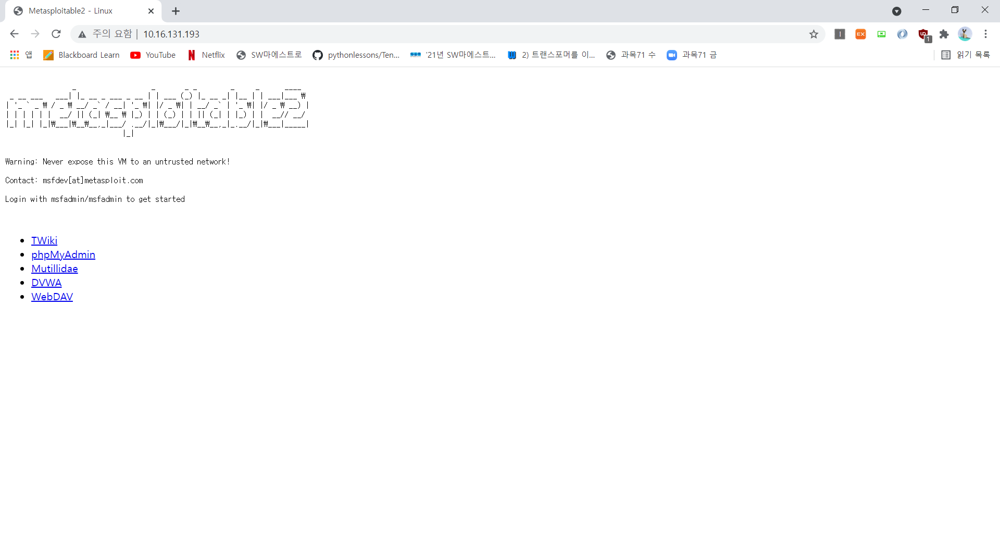 Metasploitable2 - Linux
주의 요함 | 10.16.131.193
앱 Blackboard Learn YouTube Netflix SW마에스트로 pythonlessons/Ten... '21년 SW마에스트... 2) 트랜스포머를 이... 과목71 수 과목71 금 읽기 목록
Warning: Never expose this VM to an untrusted network!
Contact: msfdev[at]metasploit.com
Login with msfadmin/msfadmin to get started
TWiki
phpMyAdmin
Mutillidae
DVWA
WebDAV